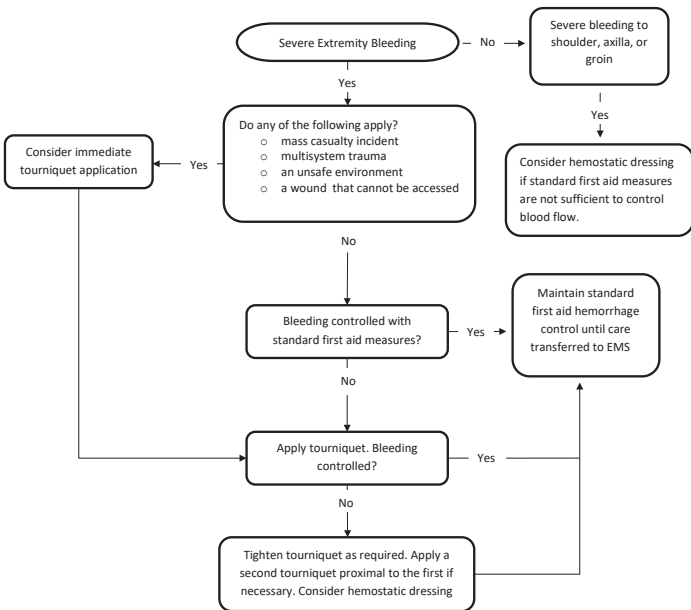 Severe Extremity Bleeding
No
Severe bleeding to
shoulder, axilla, or
groin
Yes
Yes
Do any of the following apply?
o mass casualty incident
o multisystem trauma
o an unsafe environment
o a wound that cannot be accessed
Yes
Consider immediate
tourniquet application
Consider hemostatic dressing
if standard first aid measures
are not sufficient to control
blood flow.
No
Bleeding controlled with
standard first aid measures?
Yes
Maintain standard
first aid hemorrhage
control until care
transferred to EMS
No
Apply tourniquet. Bleeding
controlled?
Yes
No
Tighten tourniquet as required. Apply a
second tourniquet proximal to the first if
necessary. Consider hemostatic dressing